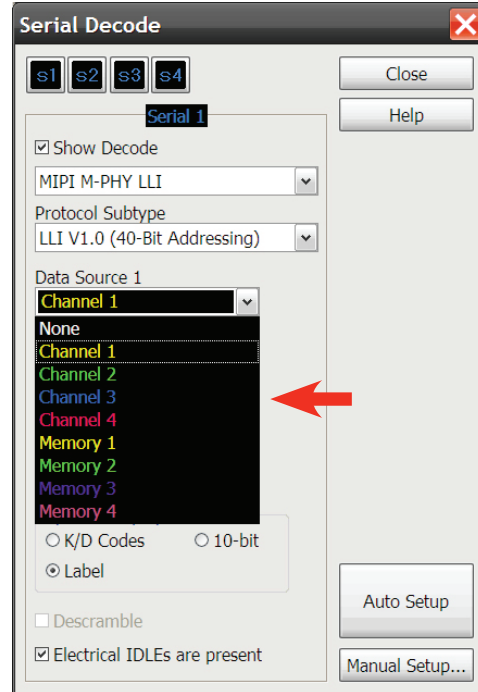 Serial Decode
s1 s2 s3 s4
Close
Serial 1
Help
Show Decode
MIPI M-PHY LLI
Protocol Subtype
LLI V1.0 (40-Bit Addressing)
Data Source 1
Channel 1
None
Channel 1
Channel 2
Channel 3
Channel 4
Memory 1
Memory 2
Memory 3
Memory 4
K/D Codes 10-bit
Label
Auto Setup
Descramble
Electrical IDLEs are present
Manual Setup...